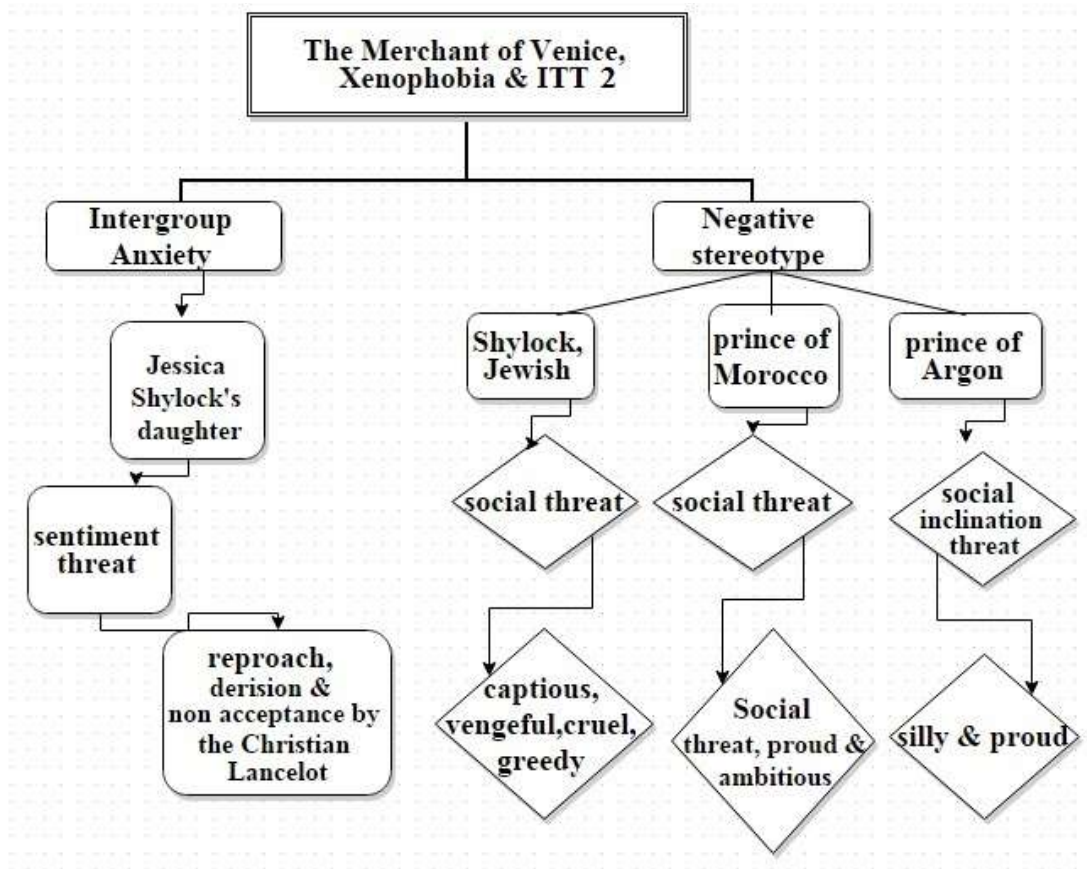 The Merchant of Venice,
Xenophobia & ITT 2
Intergroup
Anxiety
Negative
stereotype
Jessica
Shylock's
daughter
Shylock,
Jewish
prince of
Morocco
prince of
Argon
sentiment
threat
social threat
social threat
social
inclination
threat
reproach,
derision &
non acceptance by
the Christian
Lancelot
captious,
vengeful,cruel,
greedy
Social
threat, proud &
ambitious
silly & proud